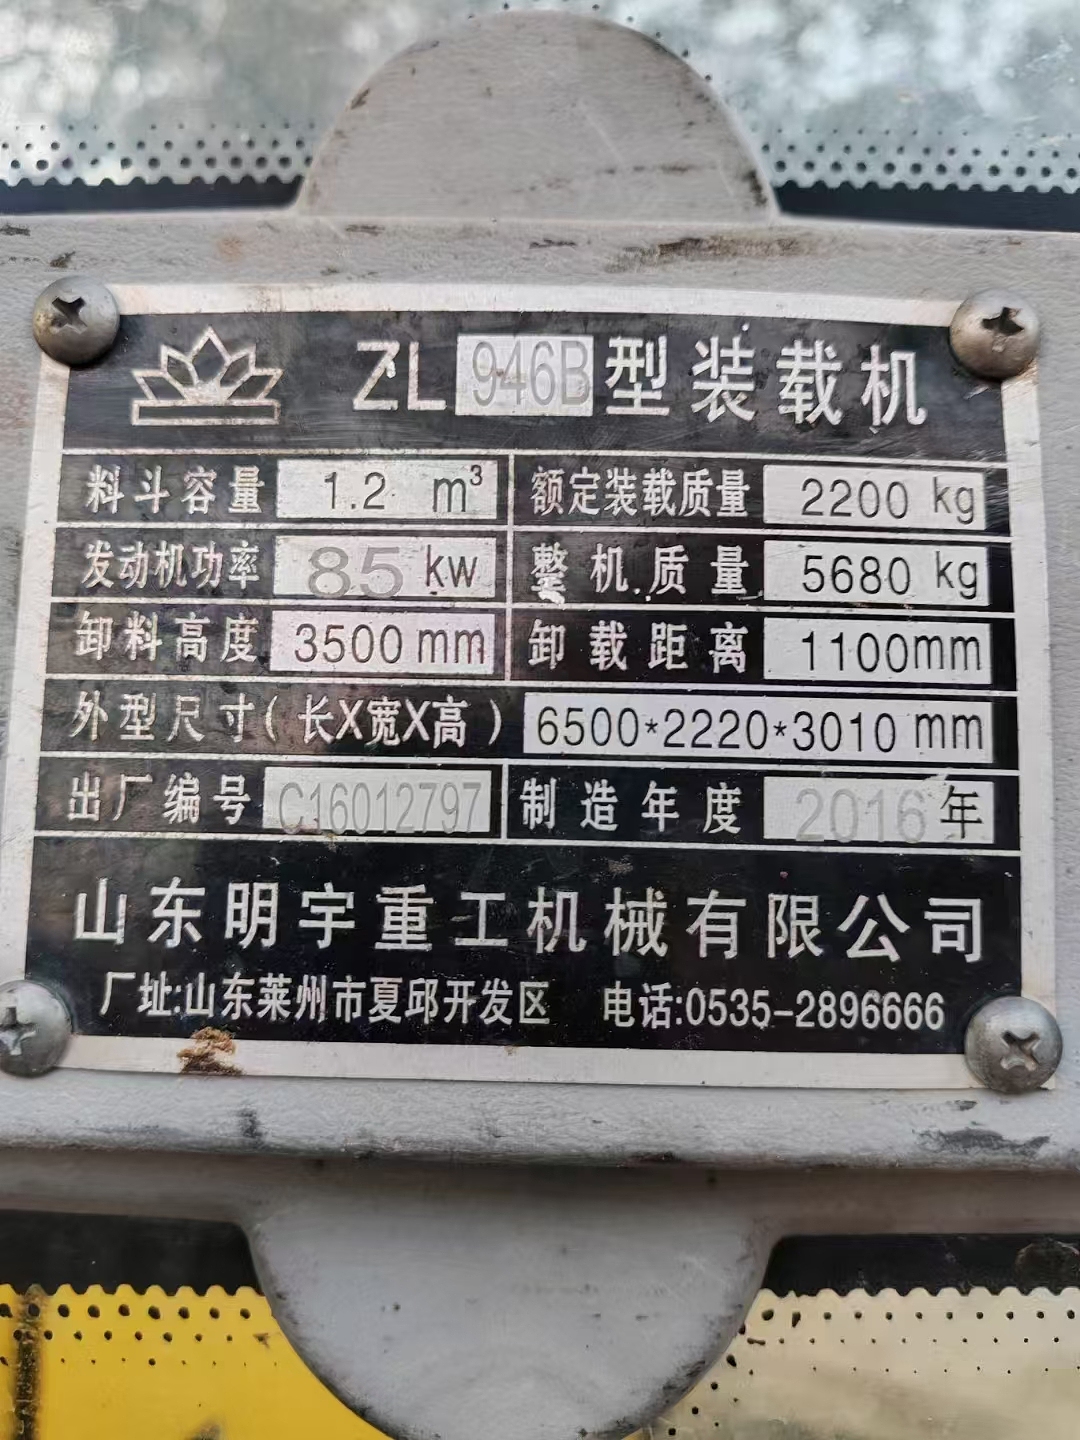 ZL 946B 型装载机
料斗容量 1.2 m³ 额定装载质量 2200 kg
发动机功率 85 kw 整机质量 5680 kg
卸料高度 3500 mm 卸载距离 1100mm
外型尺寸(长X宽X高) 6500*2220*3010 mm
出厂编号 C16012797 制造年度 2016 年
山东明宇重工机械有限公司
厂址:山东莱州市夏邱开发区 电话:0535-2896666